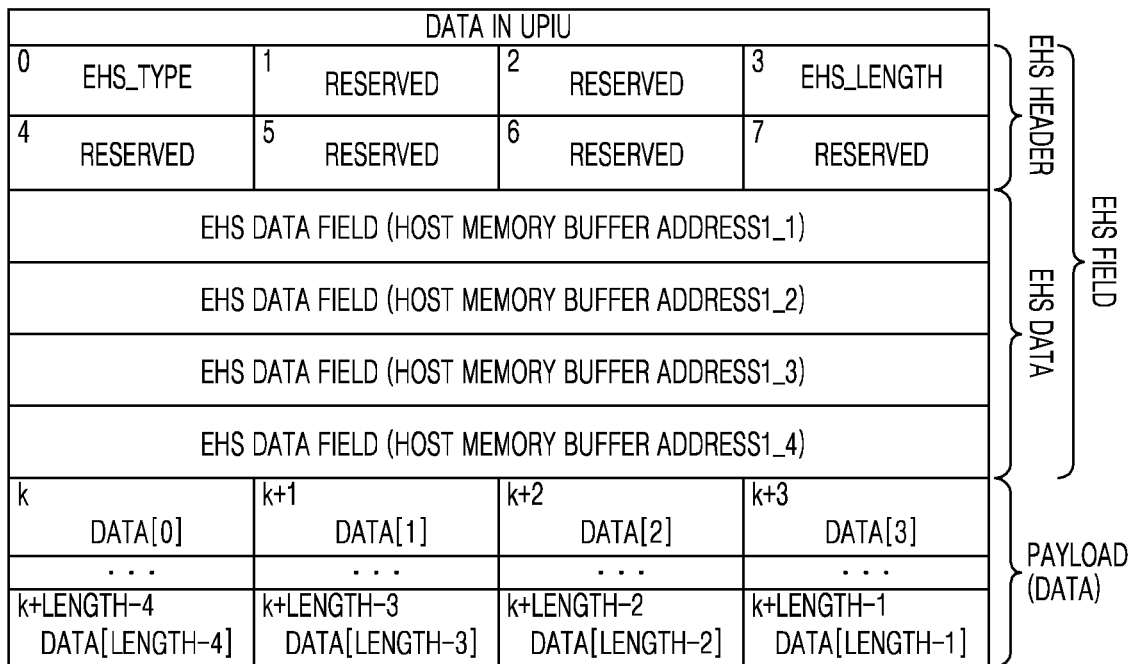 DATA IN UPIU
0 EHS_TYPE 1 RESERVED 2 RESERVED 3 EHS_LENGTH
4 RESERVED 5 RESERVED 6 RESERVED 7 RESERVED
EHS HEADER
EHS DATA FIELD (HOST MEMORY BUFFER ADDRESS1_1)
EHS DATA FIELD (HOST MEMORY BUFFER ADDRESS1_2)
EHS DATA FIELD (HOST MEMORY BUFFER ADDRESS1_3)
EHS DATA FIELD (HOST MEMORY BUFFER ADDRESS1_4)
EHS DATA
EHS FIELD
k k+1 k+2 k+3
DATA[0] DATA[1] DATA[2] DATA[3]
... ... ... ...
k+LENGTH-4 k+LENGTH-3 k+LENGTH-2 k+LENGTH-1
DATA[LENGTH-4] DATA[LENGTH-3] DATA[LENGTH-2] DATA[LENGTH-1]
PAYLOAD
(DATA)